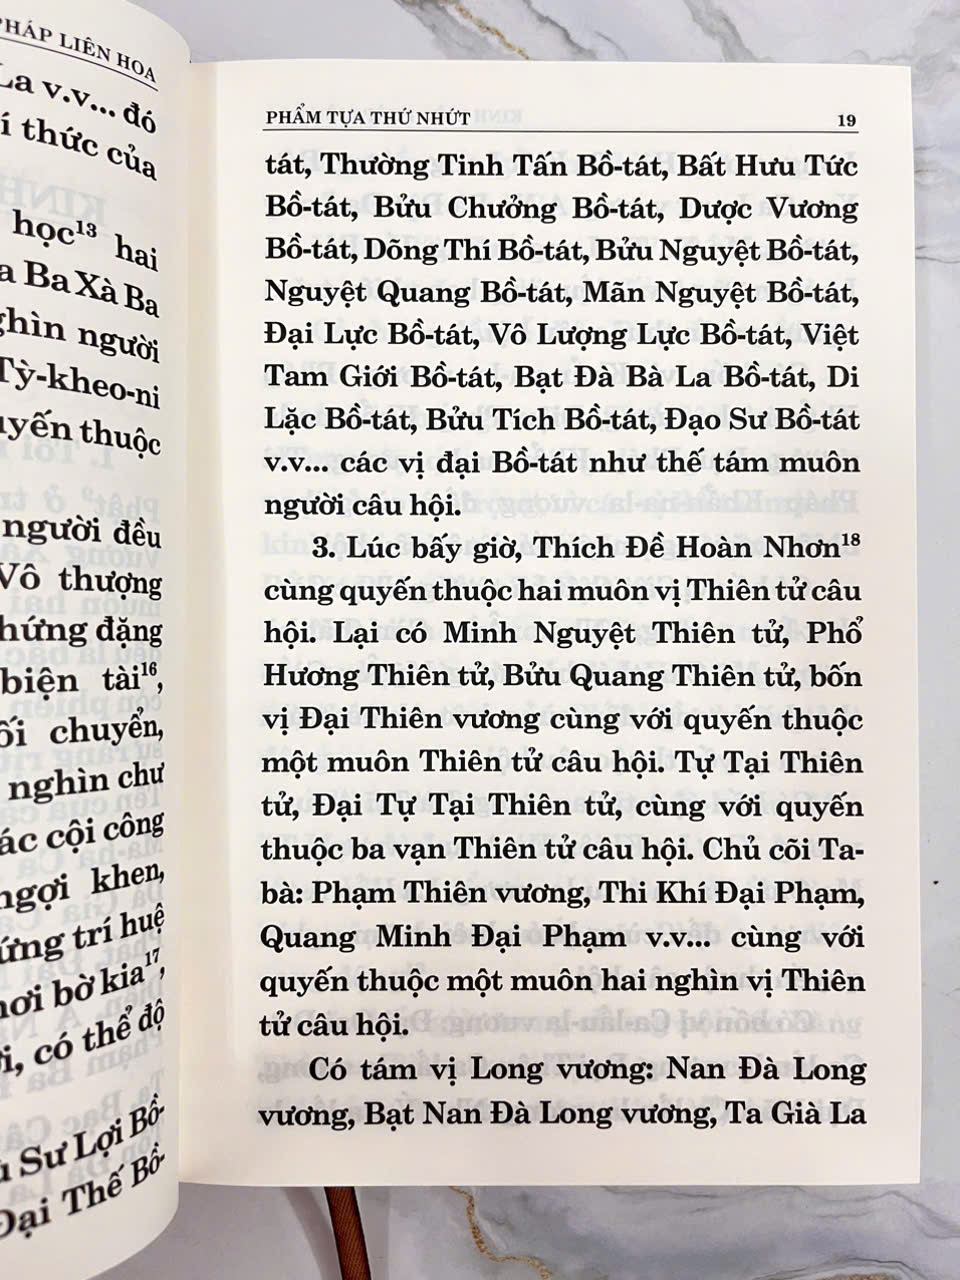 PHÁP LIÊN HOA
La v.v... đó
thức của
học13 hai
Ba Xà Ba
nghìn người
Tỳ-kheo-ni
quyến thuộc
người đều
Vô thượng
chứng đặng
biện tài16,
chuyển,
nghìn chư
các cội công
ngợi khen,
trí huệ
nơi bờ kia17,
có thể độ
Sư Lợi Bồ-
Đại Thế Bồ-
PHẨM TỰA THỨ NHỨT 19
tát, Thường Tinh Tấn Bồ-tát, Bất Hưu Tức
Bồ-tát, Bửu Chưởng Bồ-tát, Dược Vương
Bồ-tát, Dõng Thí Bồ-tát, Bửu Nguyệt Bồ-tát,
Nguyệt Quang Bồ-tát, Mãn Nguyệt Bồ-tát,
Đại Lực Bồ-tát, Vô Lượng Lực Bồ-tát, Việt
Tam Giới Bồ-tát, Bạt Đà Bà La Bồ-tát, Di
Lặc Bồ-tát, Bửu Tích Bồ-tát, Đạo Sư Bồ-tát
v.v... các vị đại Bồ-tát như thế tám muôn
người câu hội.
3. Lúc bấy giờ, Thích Đề Hoàn Nhơn18
cùng quyến thuộc hai muôn vị Thiên tử câu
hội. Lại có Minh Nguyệt Thiên tử, Phổ
Hương Thiên tử, Bửu Quang Thiên tử, bốn
vị Đại Thiên vương cùng với quyến thuộc
một muôn Thiên tử câu hội. Tự Tại Thiên
tử, Đại Tự Tại Thiên tử, cùng với quyến
thuộc ba vạn Thiên tử câu hội. Chủ cõi Ta-
bà: Phạm Thiên vương, Thi Khí Đại Phạm,
Quang Minh Đại Phạm v.v... cùng với
quyến thuộc một muôn hai nghìn vị Thiên
tử câu hội.
Có tám vị Long vương: Nan Đà Long
vương, Bạt Nan Đà Long vương, Ta Già La